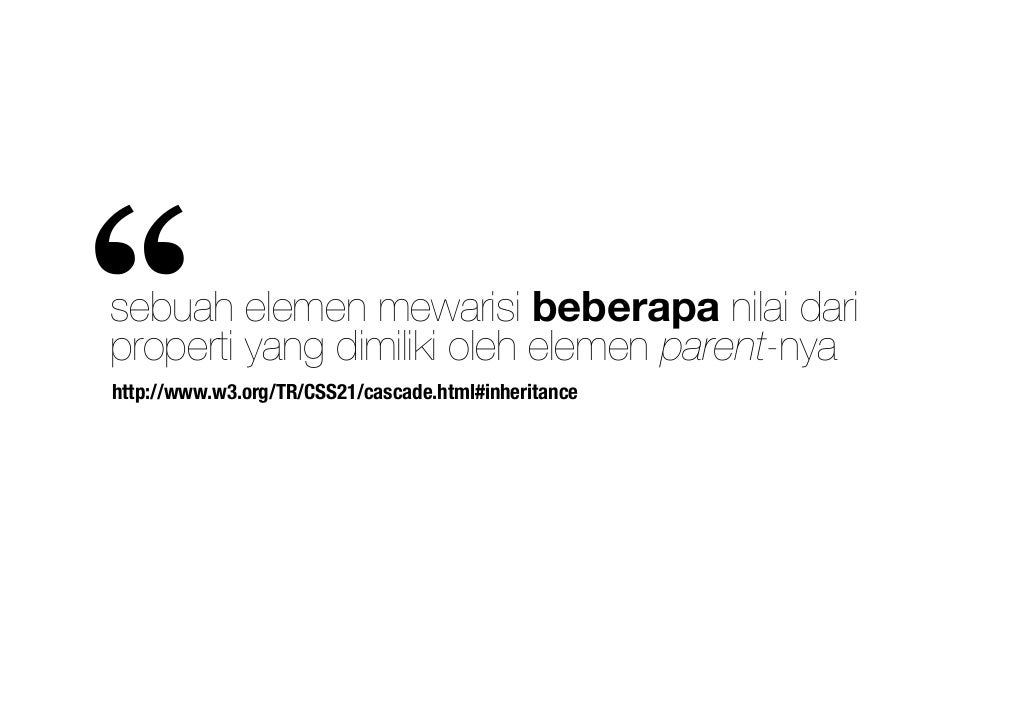 “
sebuah elemen mewarisi beberapa nilai dari
properti yang dimiliki oleh elemen parent-nya
http://www.w3.org/TR/CSS21/cascade.html#inheritance